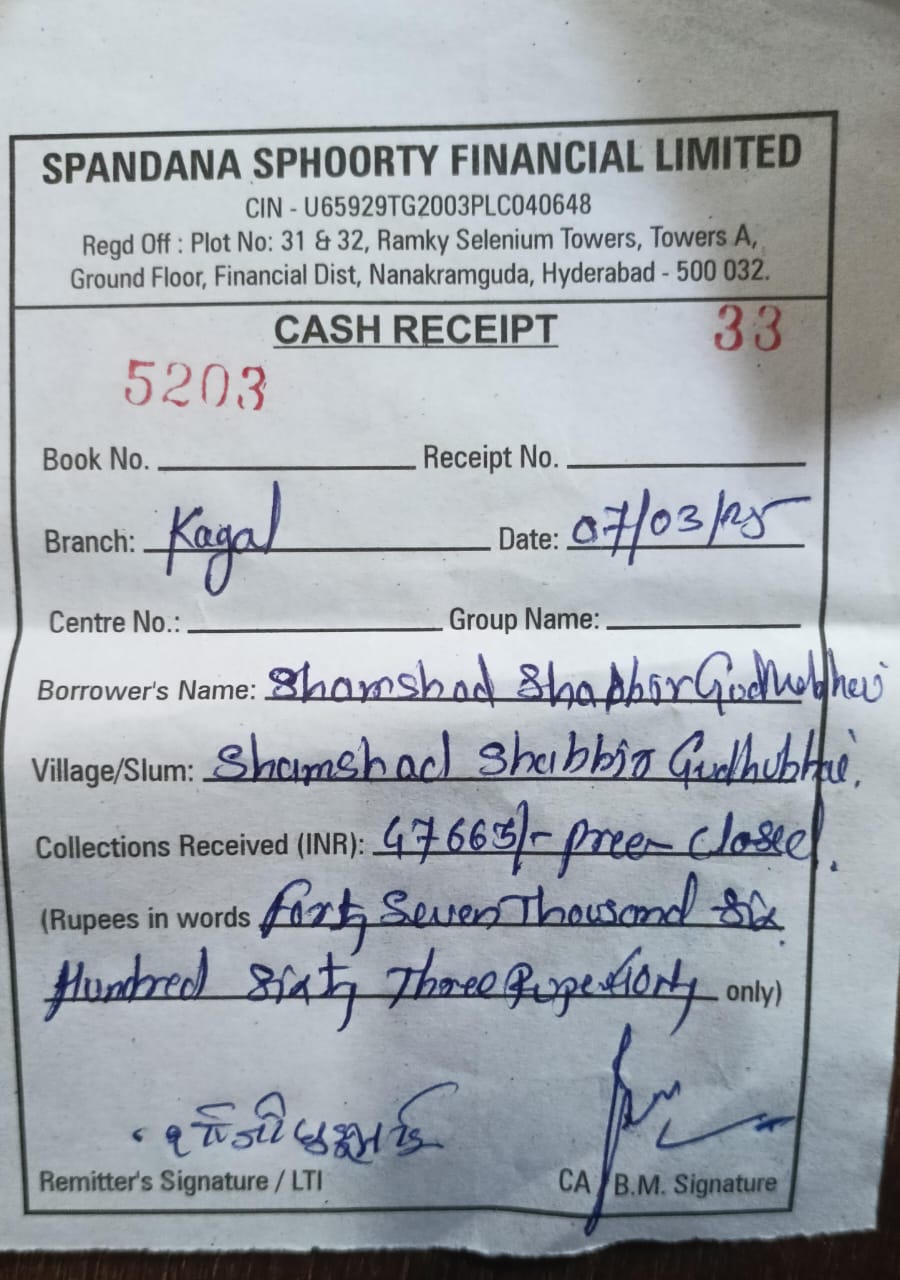 SPANDANA SPHOORTY FINANCIAL LIMITED
CIN - U65929TG2003PLC040648
Regd Off : Plot No: 31 & 32, Ramky Selenium Towers, Towers A,
Ground Floor, Financial Dist, Nanakramguda, Hyderabad - 500 032.
CASH RECEIPT 33
5203
Book No. Receipt No.
Branch: Kagal Date: 07/03/25
Centre No.: Group Name:
Borrower's Name: Shamshad Shabbir
Village/Slum: Shamshad Shabbir Gudhubhai.
Collections Received (INR): 47663/- preen Closed.
(Rupees in words Forty Seven Thousand Six
Hundred Sixty Three only)
Remitter's Signature / LTI CA / B.M. Signature